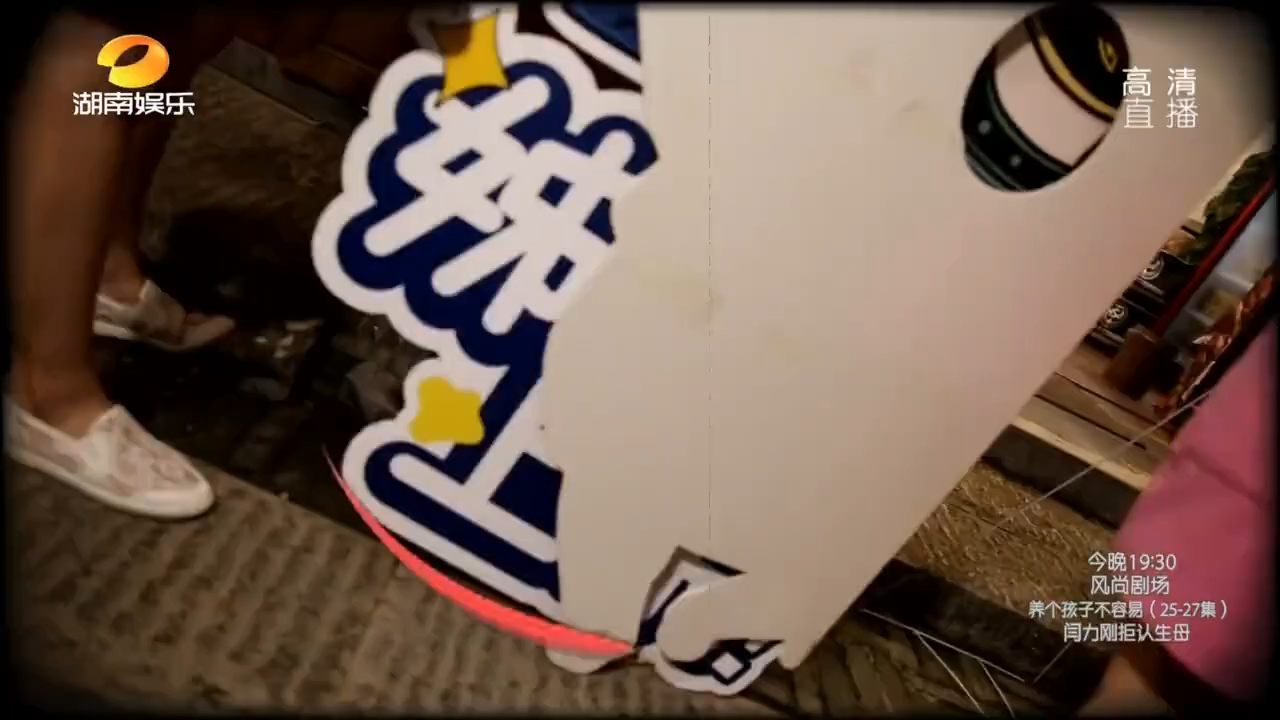 湖南娱乐
高清
直播
今晚19:30
风尚剧场
养个孩子不容易(25-27集)
闫力刚拒认生母